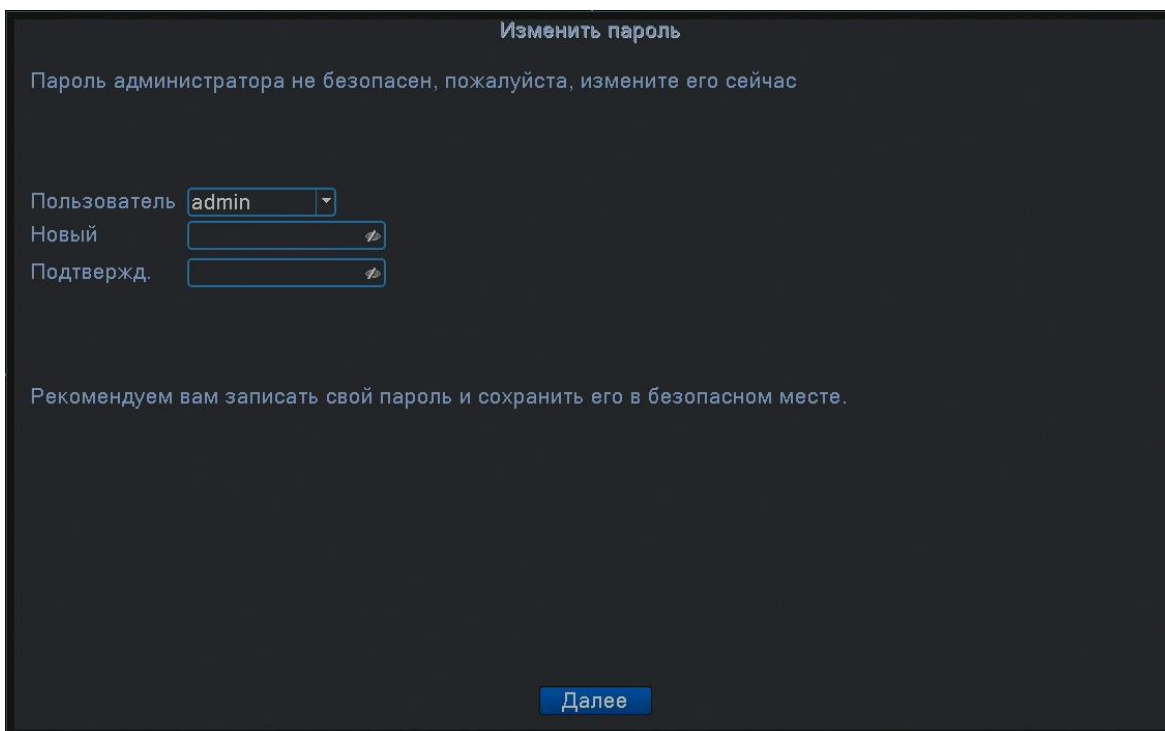 Изменить пароль
Пароль администратора не безопасен, пожалуйста, измените его сейчас
Пользователь admin
Новый
Подтвержд.
Рекомендуем вам записать свой пароль и сохранить его в безопасном месте.
Далее